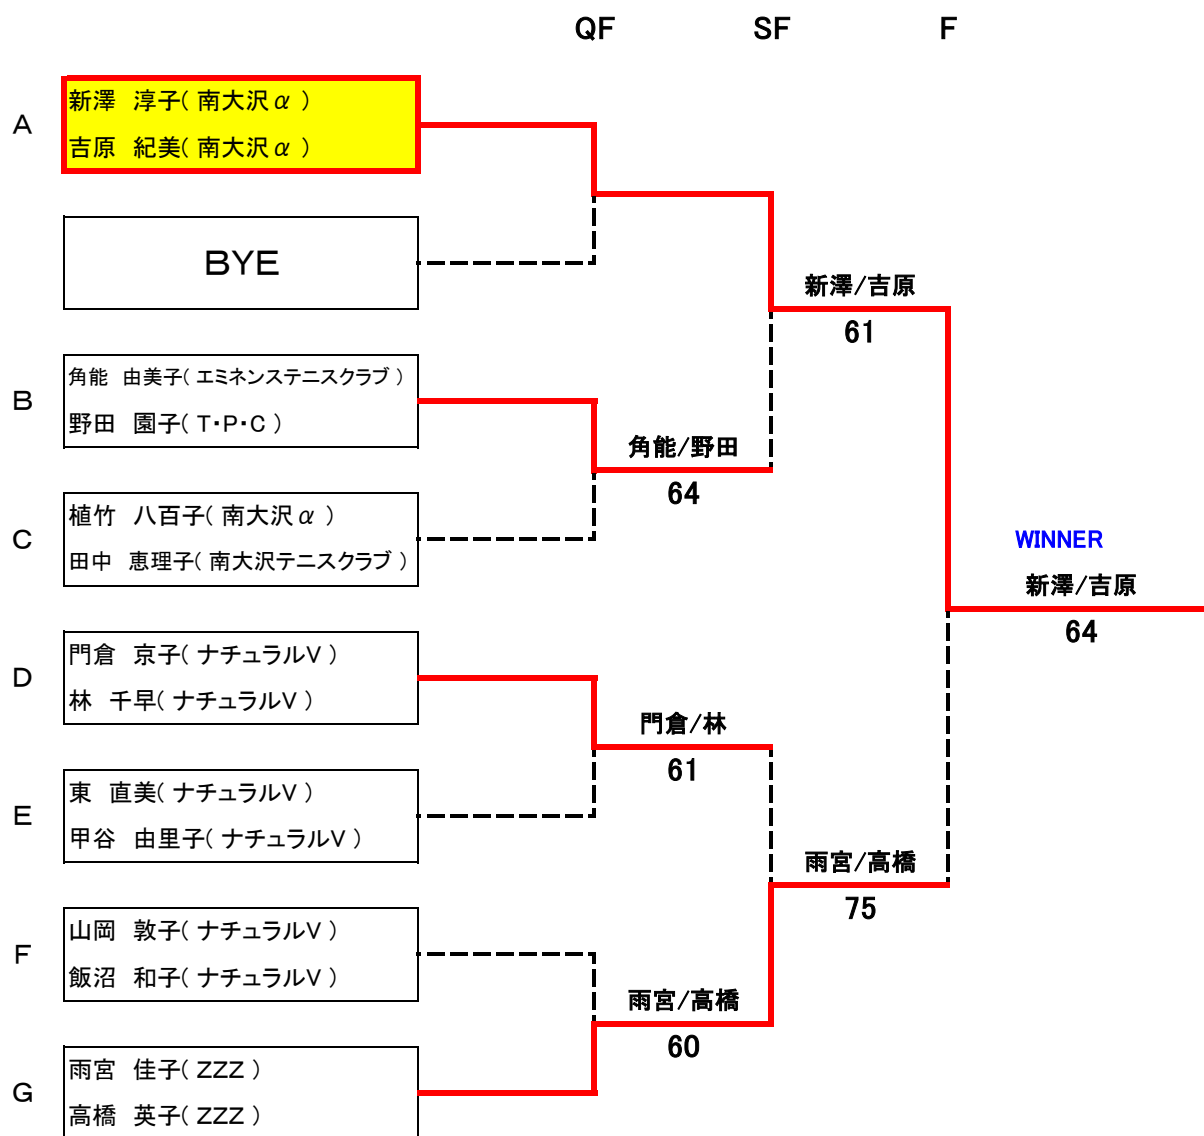 QF SF F
A
新澤 淳子( 南大沢α )
吉原 紀美( 南大沢α )
BYE
新澤/吉原
61
B
角能 由美子( エミネンステニスクラブ )
野田 園子( T・P・C )
角能/野田
64
C
植竹 八百子( 南大沢α )
田中 恵理子( 南大沢テニスクラブ )
WINNER
新澤/吉原
64
D
門倉 京子( ナチュラルV )
林 千早( ナチュラルV )
門倉/林
61
E
東 直美( ナチュラルV )
甲谷 由里子( ナチュラルV )
雨宮/高橋
75
F
山岡 敦子( ナチュラルV )
飯沼 和子( ナチュラルV )
雨宮/高橋
60
G
雨宮 佳子( ZZZ )
高橋 英子( ZZZ )